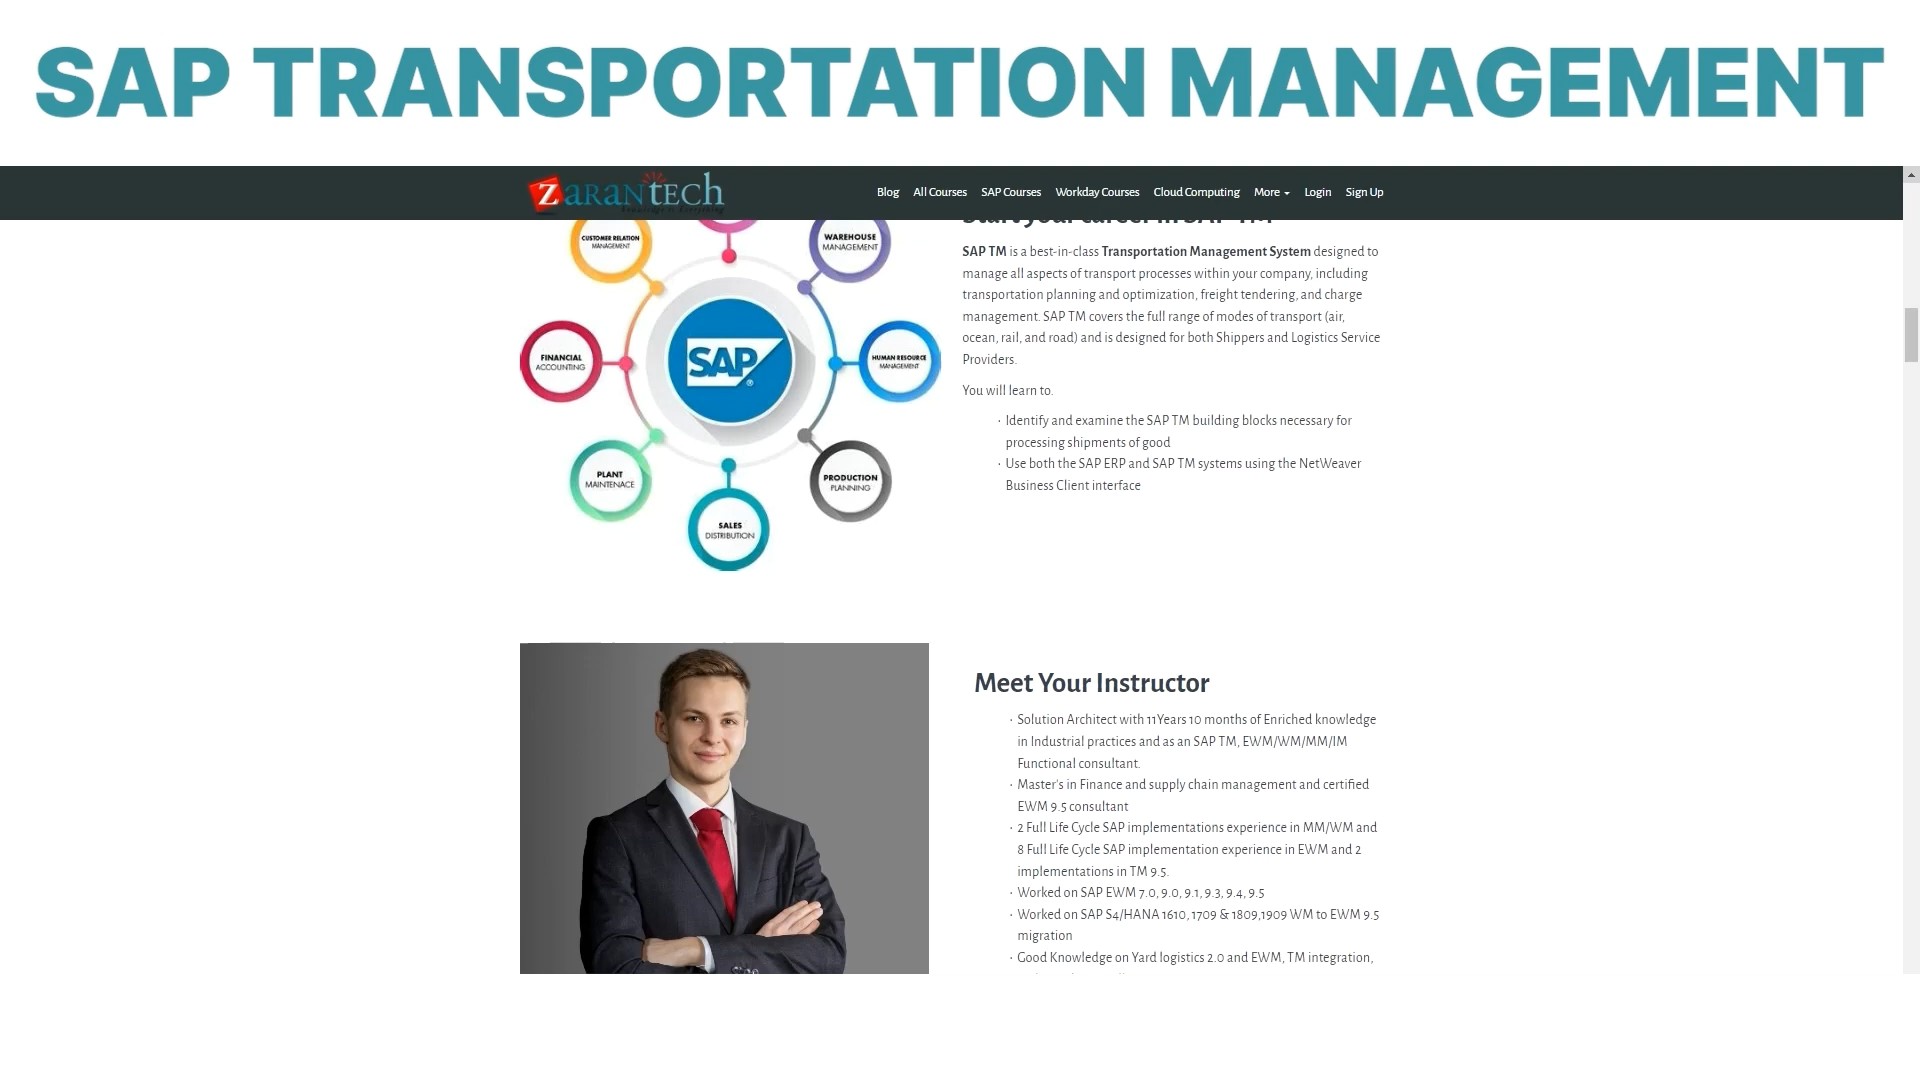 SAP TRANSPORTATION MANAGEMENT
ZARANTECH
Blog All Courses SAP Courses Workday Courses Cloud Computing More Login Sign Up
Start your career in SAP TM
CUSTOMER RELATION
MANAGEMENT
WAREHOUSE
MANAGEMENT
FINANCIAL
ACCOUNTING
SAP
HUMAN RESOURCE
MANAGEMENT
PLANT
MAINTENACE
PRODUCTION
PLANNING
SALES
DISTRIBUTION
SAP TM is a best-in-class Transportation Management System designed to
manage all aspects of transport processes within your company, including
transportation planning and optimization, freight tendering, and charge
management. SAP TM covers the full range of modes of transport (air,
ocean, rail, and road) and is designed for both Shippers and Logistics Service
Providers.
You will learn to.
· Identify and examine the SAP TM building blocks necessary for
processing shipments of good
· Use both the SAP ERP and SAP TM systems using the NetWeaver
Business Client interface
Meet Your Instructor
· Solution Architect with 11Years 10 months of Enriched knowledge
in Industrial practices and as an SAP TM, EWM/WM/MM/IM
Functional consultant.
· Master's in Finance and supply chain management and certified
EWM 9.5 consultant
· 2 Full Life Cycle SAP implementations experience in MM/WM and
8 Full Life Cycle SAP implementation experience in EWM and 2
implementations in TM 9.5.
· Worked on SAP EWM 7.0, 9.0, 9.1, 9.3, 9.4, 9.5
· Worked on SAP S4/HANA 1610, 1709 & 1809,1909 WM to EWM 9.5
migration
· Good Knowledge on Yard logistics 2.0 and EWM, TM integration,